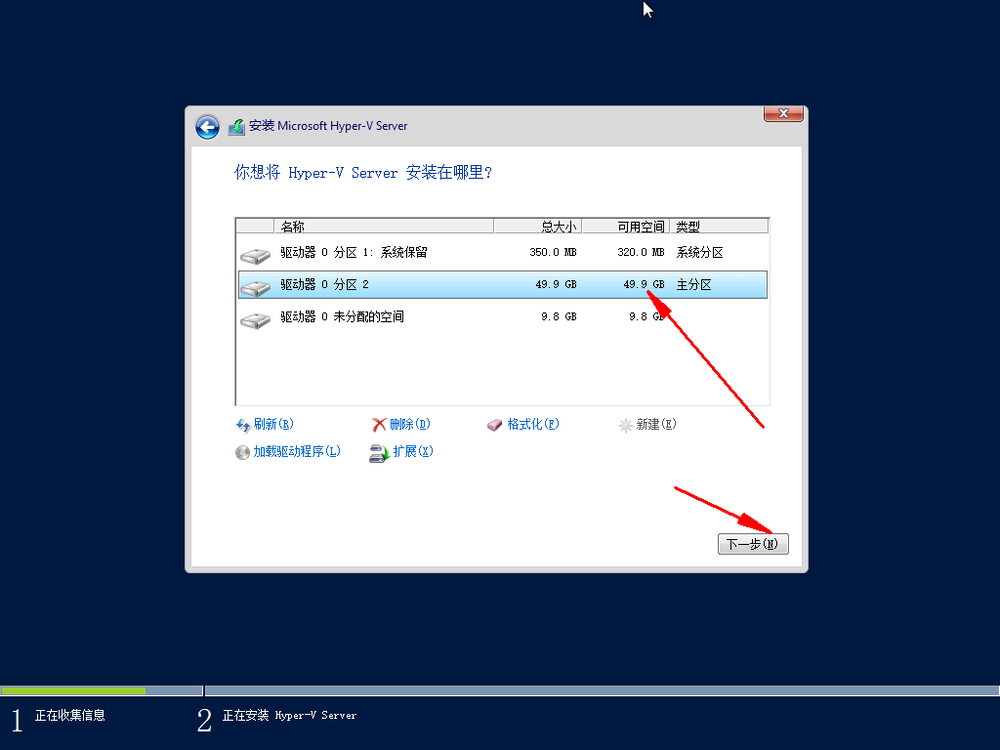 安装 Microsoft Hyper-V Server
你想将 Hyper-V Server 安装在哪里?
名称 总大小 可用空间 类型
驱动器 0 分区 1: 系统保留 350.0 MB 320.0 MB 系统分区
驱动器 0 分区 2 49.9 GB 49.9 GB 主分区
驱动器 0 未分配的空间 9.8 GB 9.8 GB
刷新(R) 删除(D) 格式化(F) 新建(E)
加载驱动程序(L) 扩展(X)
下一步(N)
1 正在收集信息 2 正在安装 Hyper-V Server